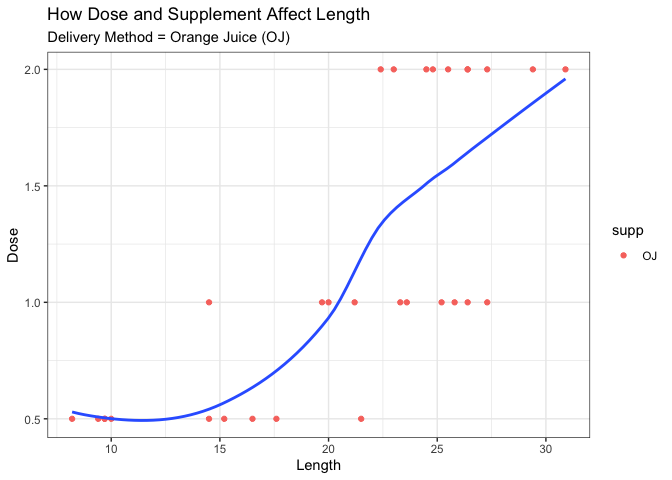 How Dose and Supplement Affect Length
Delivery Method = Orange Juice (OJ)
2.0
1.5
1.0
0.5
Dose
10 15 20 25 30
Length
supp
OJ